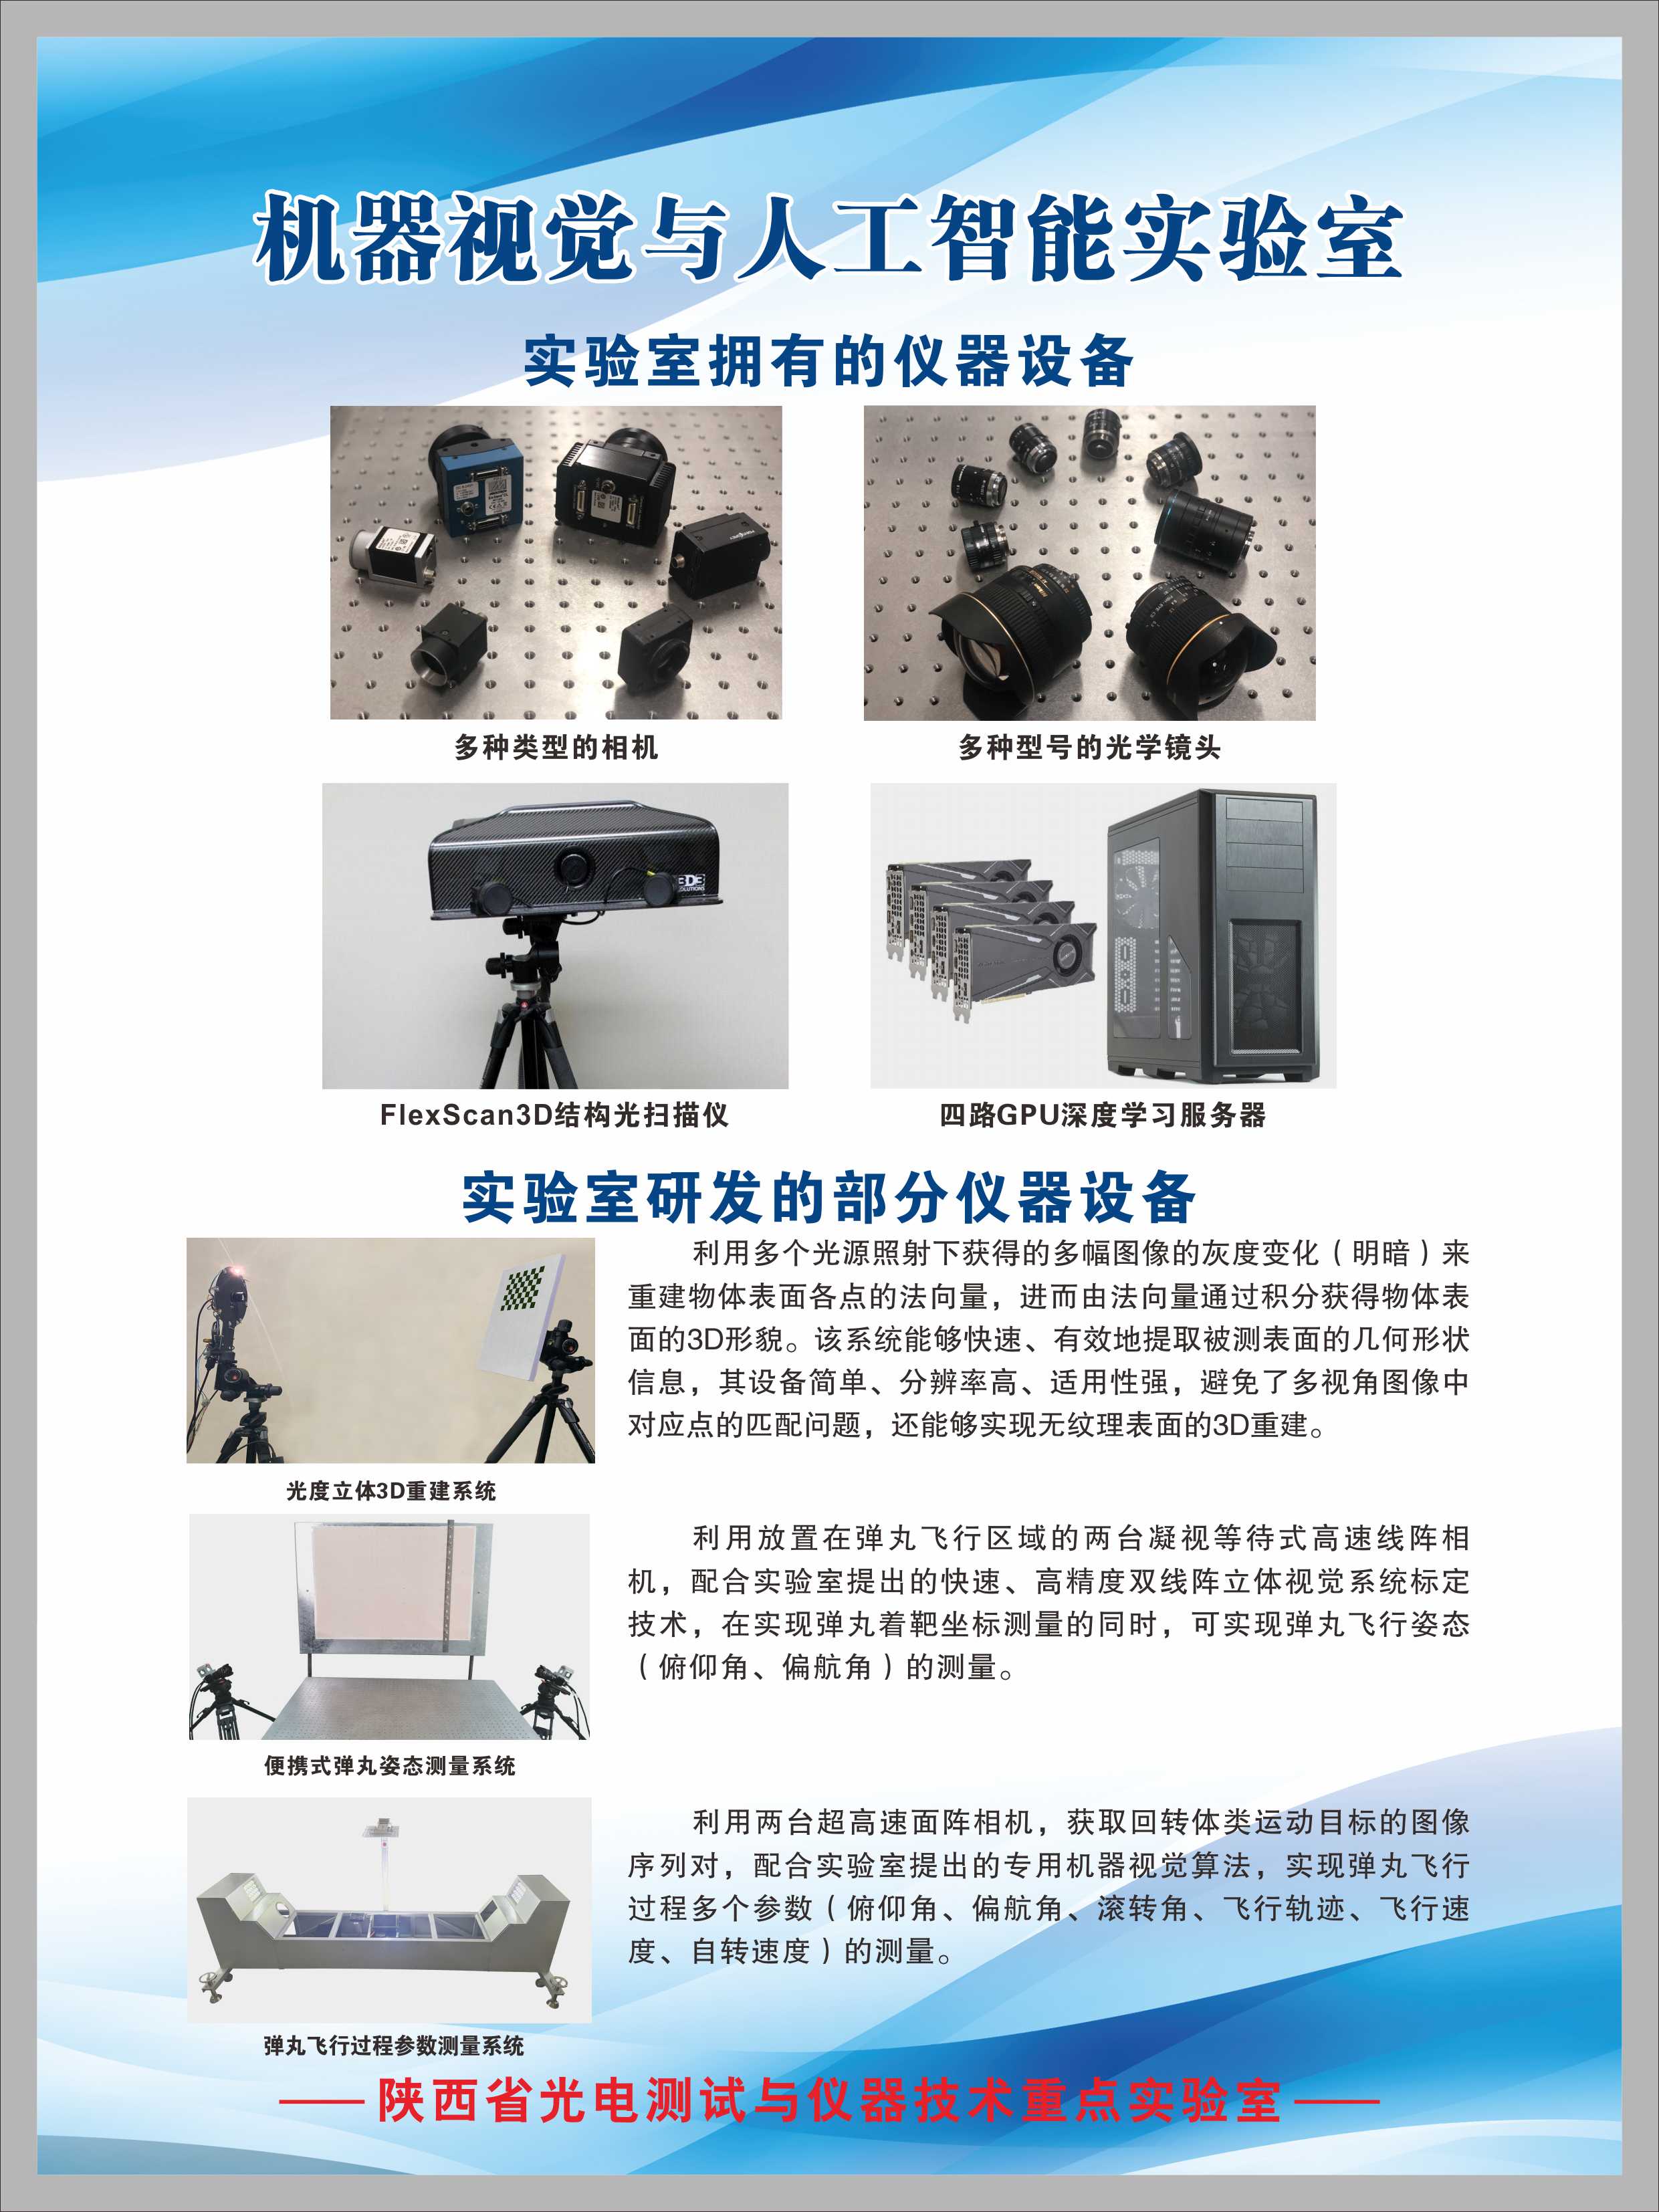 机器视觉与人工智能实验室
实验室拥有的仪器设备
多种类型的相机
多种型号的光学镜头
3D3
SOLUTIONS
FlexScan3D结构光扫描仪
四路GPU深度学习服务器
实验室研发的部分仪器设备
利用多个光源照射下获得的多幅图像的灰度变化（明暗）来
重建物体表面各点的法向量，进而由法向量通过积分获得物体表
面的3D形貌。该系统能够快速、有效地提取被测表面的几何形状
信息，其设备简单、分辨率高、适用性强，避免了多视角图像中
对应点的匹配问题，还能够实现无纹理表面的3D重建。
光度立体3D重建系统
利用放置在弹丸飞行区域的两台凝视等待式高速线阵相
机，配合实验室提出的快速、高精度双线阵立体视觉系统标定
技术，在实现弹丸着靶坐标测量的同时，可实现弹丸飞行姿态
（俯仰角、偏航角）的测量。
便携式弹丸姿态测量系统
利用两台超高速面阵相机，获取回转体类运动目标的图像
序列对，配合实验室提出的专用机器视觉算法，实现弹丸飞行
过程多个参数（俯仰角、偏航角、滚转角、飞行轨迹、飞行速
度、自转速度）的测量。
弹丸飞行过程参数测量系统
——陕西省光电测试与仪器技术重点实验室——